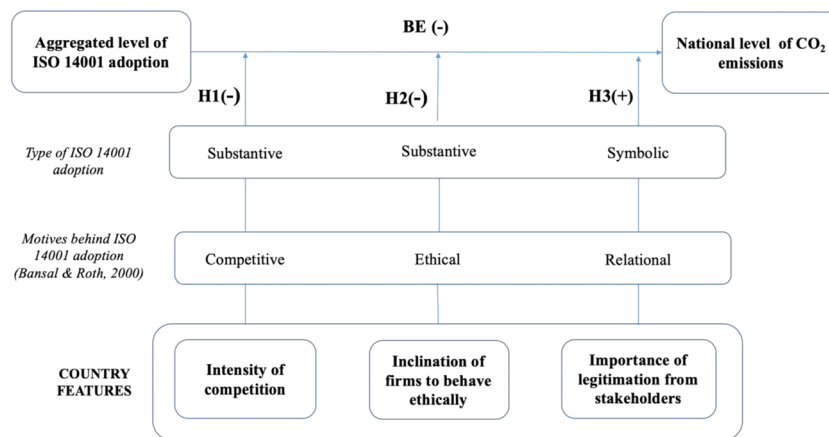 Aggregated level of
ISO 14001 adoption
BE (-)
National level of CO₂
emissions
H1(-)
H2(-)
H3(+)
Type of ISO 14001
adoption
Substantive
Substantive
Symbolic
Motives behind ISO
14001 adoption
(Bansal & Roth, 2000)
Competitive
Ethical
Relational
COUNTRY
FEATURES
Intensity of
competition
Inclination of
firms to behave
ethically
Importance of
legitimation from
stakeholders